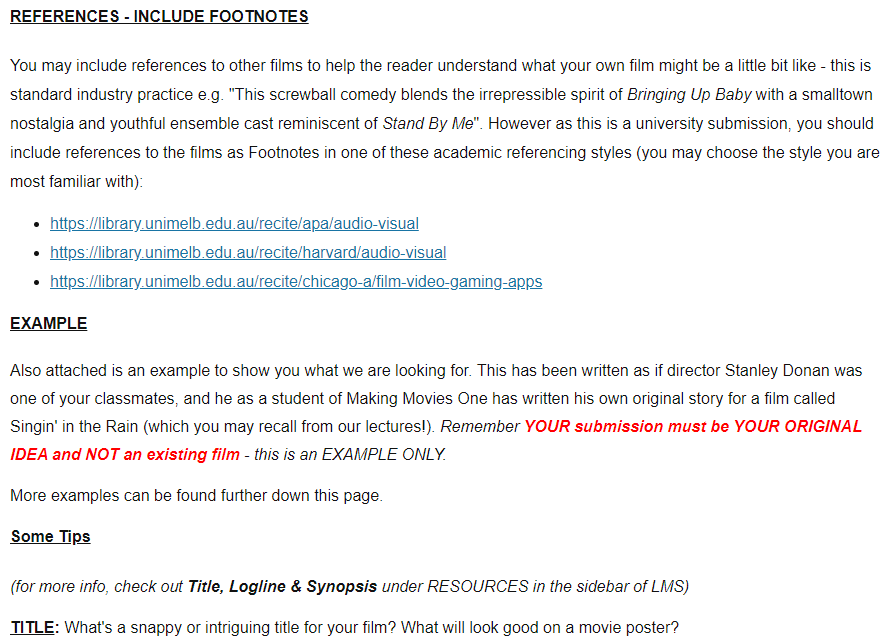 REFERENCES - INCLUDE FOOTNOTES
You may include references to other films to help the reader understand what your own film might be a little bit like - this is
standard industry practice e.g. "This screwball comedy blends the irrepressible spirit of Bringing Up Baby with a smalltown
nostalgia and youthful ensemble cast reminiscent of Stand By Me". However as this is a university submission, you should
include references to the films as Footnotes in one of these academic referencing styles (you may choose the style you are
most familiar with):
• https://library.unimelb.edu.au/recite/apa/audio-visual
• https://library.unimelb.edu.au/recite/harvard/audio-visual
• https://library.unimelb.edu.au/recite/chicago-a/film-video-gaming-apps
EXAMPLE
Also attached is an example to show you what we are looking for. This has been written as if director Stanley Donan was
one of your classmates, and he as a student of Making Movies One has written his own original story for a film called
Singin' in the Rain (which you may recall from our lectures!). Remember YOUR submission must be YOUR ORIGINAL
IDEA and NOT an existing film - this is an EXAMPLE ONLY.
More examples can be found further down this page.
Some Tips
(for more info, check out Title, Logline & Synopsis under RESOURCES in the sidebar of LMS)
TITLE: What's a snappy or intriguing title for your film? What will look good on a movie poster?